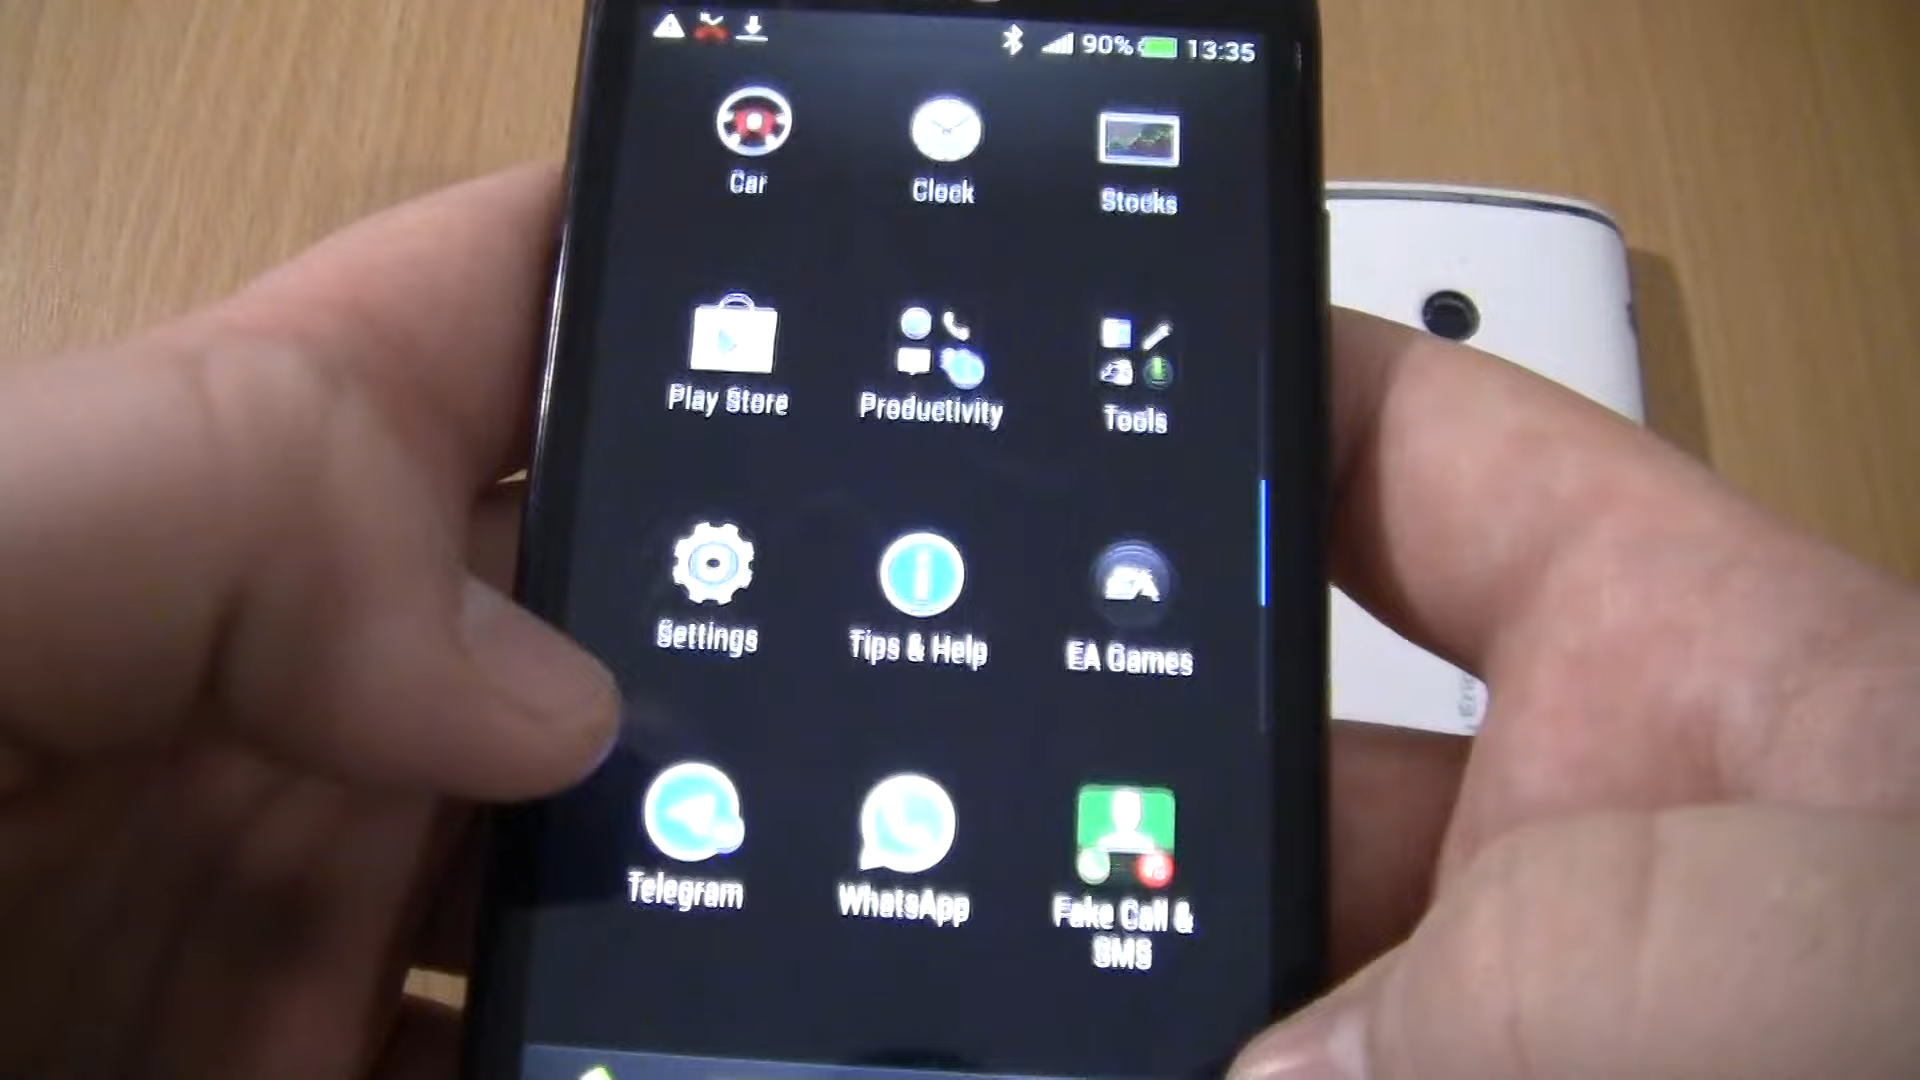 90% 13:35
Car Clock Stocks
Play Store Productivity Tools
Settings Tips & Help EA Games
EA
Telegram WhatsApp Fake Call &
SMS